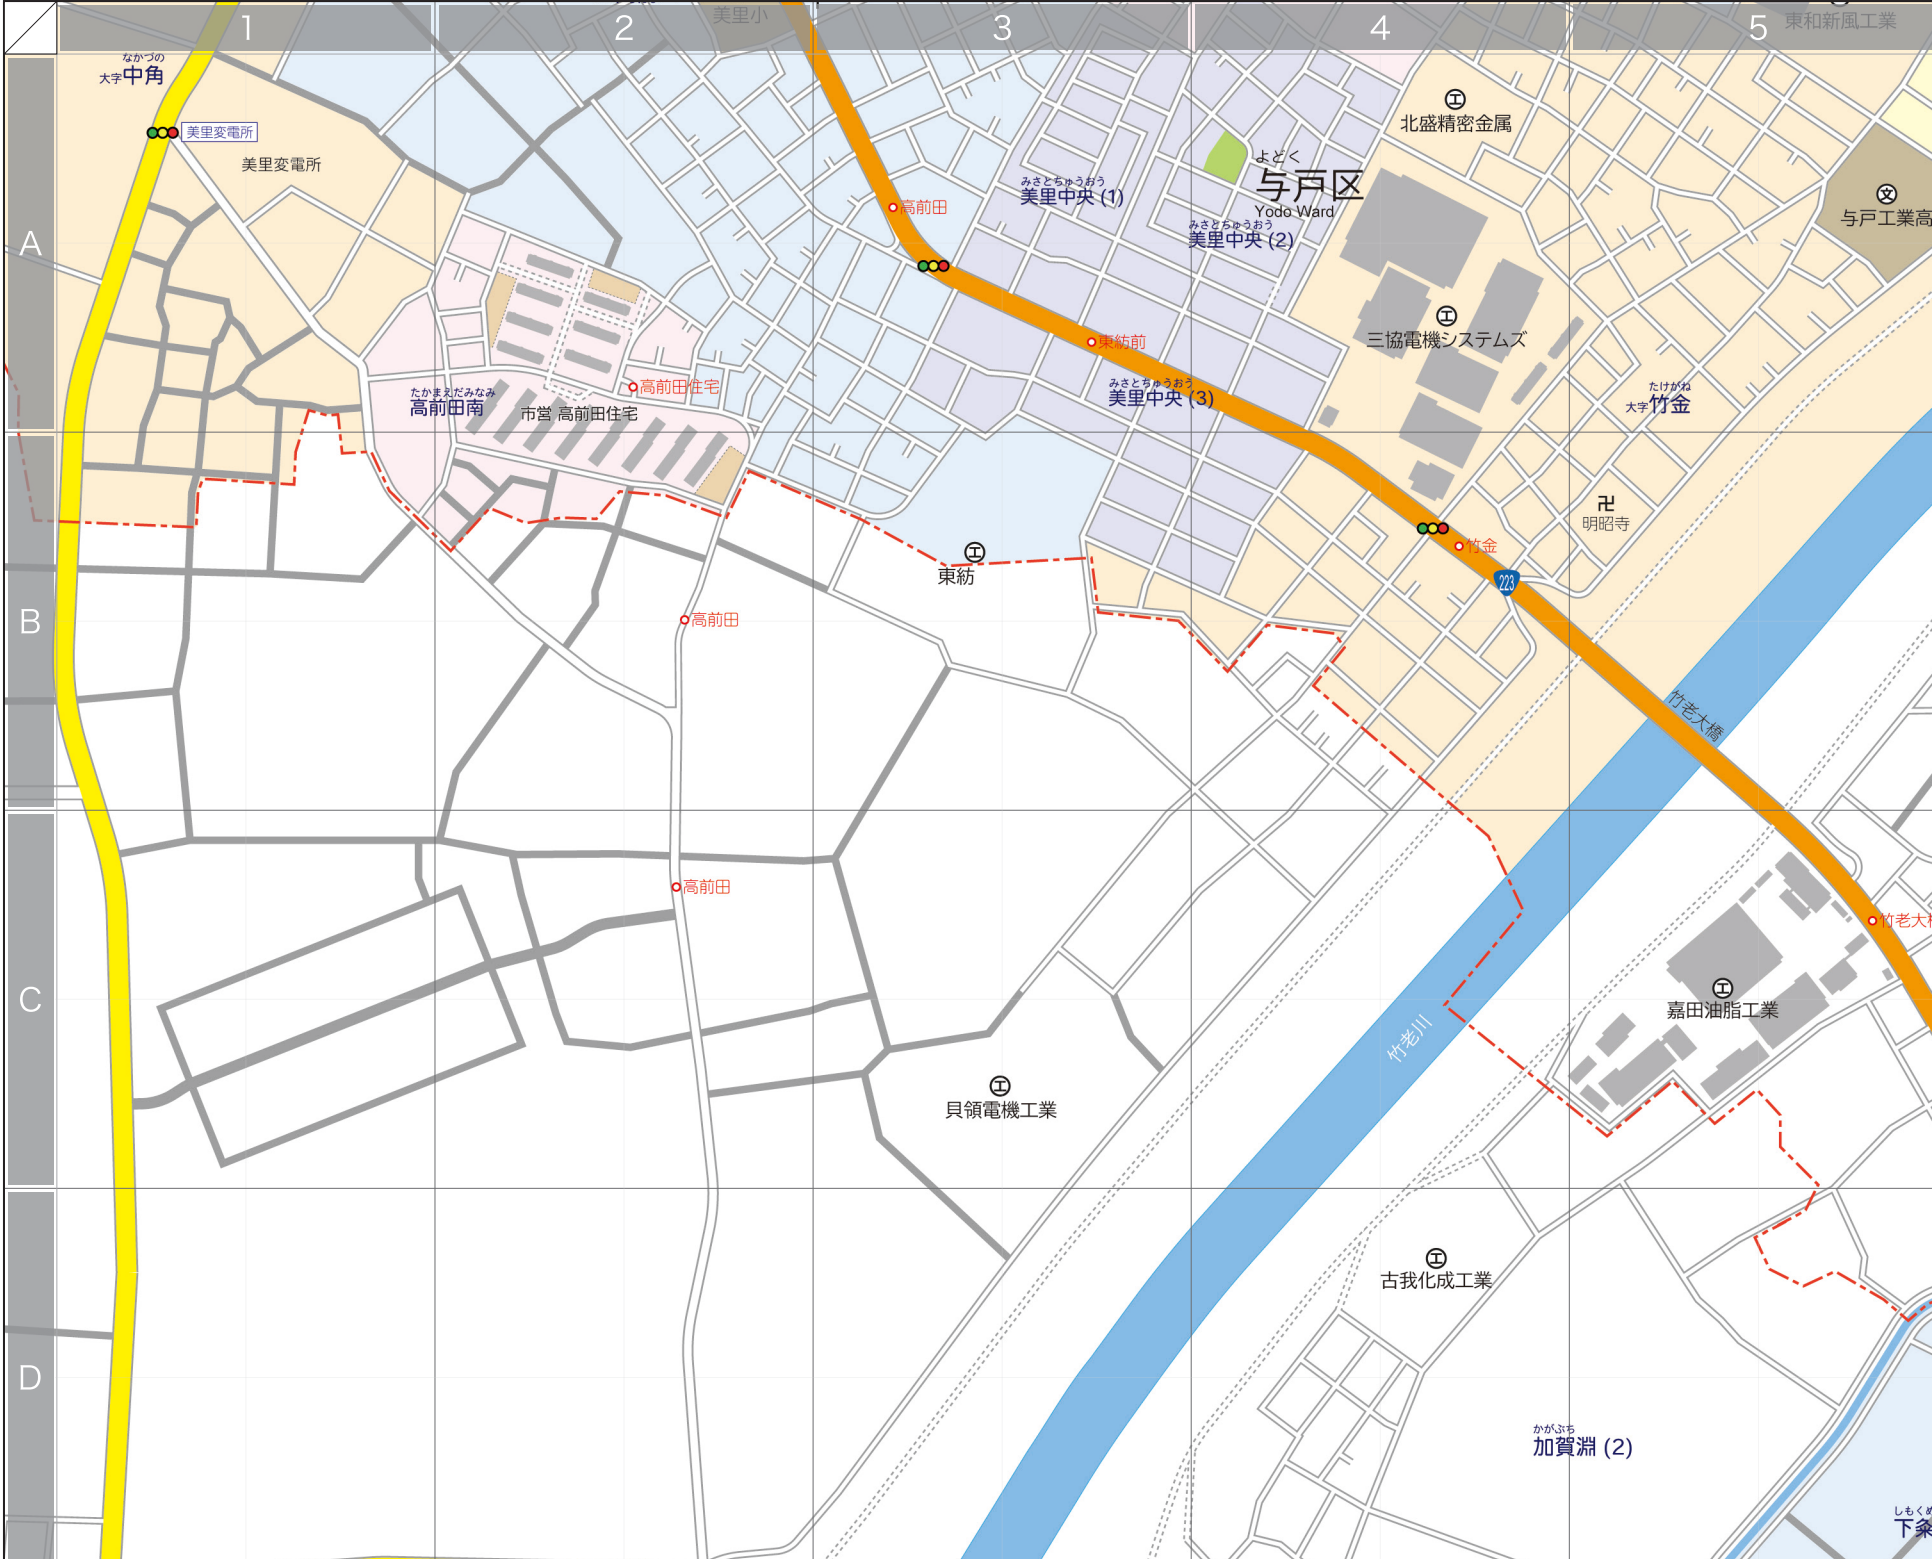 1
2
3
4
5
美里小
東和新風工業
なかづの
大字中角
美里変電所
美里変電所
A
高前田
みさとちゅうおう
美里中央 (1)
よどく
与戸区
Yodo Ward
みさとちゅうおう
美里中央 (2)
北盛精密金属
与戸工業高
三協電機システムズ
東紡前
みさとちゅうおう
美里中央 (3)
たけがね
大字竹金
たかまえだみなみ
高前田南
市営 高前田住宅
高前田住宅
明昭寺
竹金
223
東紡
B
高前田
竹老大橋
高前田
竹老大
C
嘉田油脂工業
竹老川
貝領電機工業
古我化成工業
D
かがぶち
加賀淵 (2)
しもく
下条